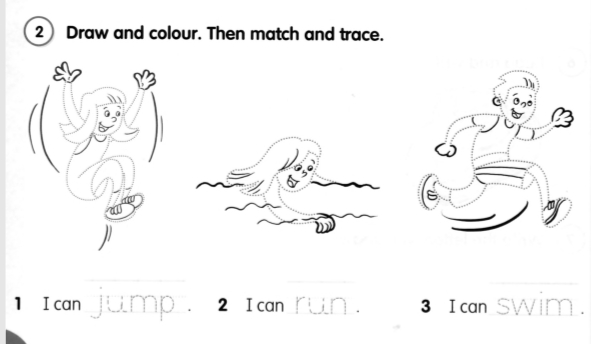 2 Draw and colour. Then match and trace.
1 I can jump. 2 I can run. 3 I can swim.